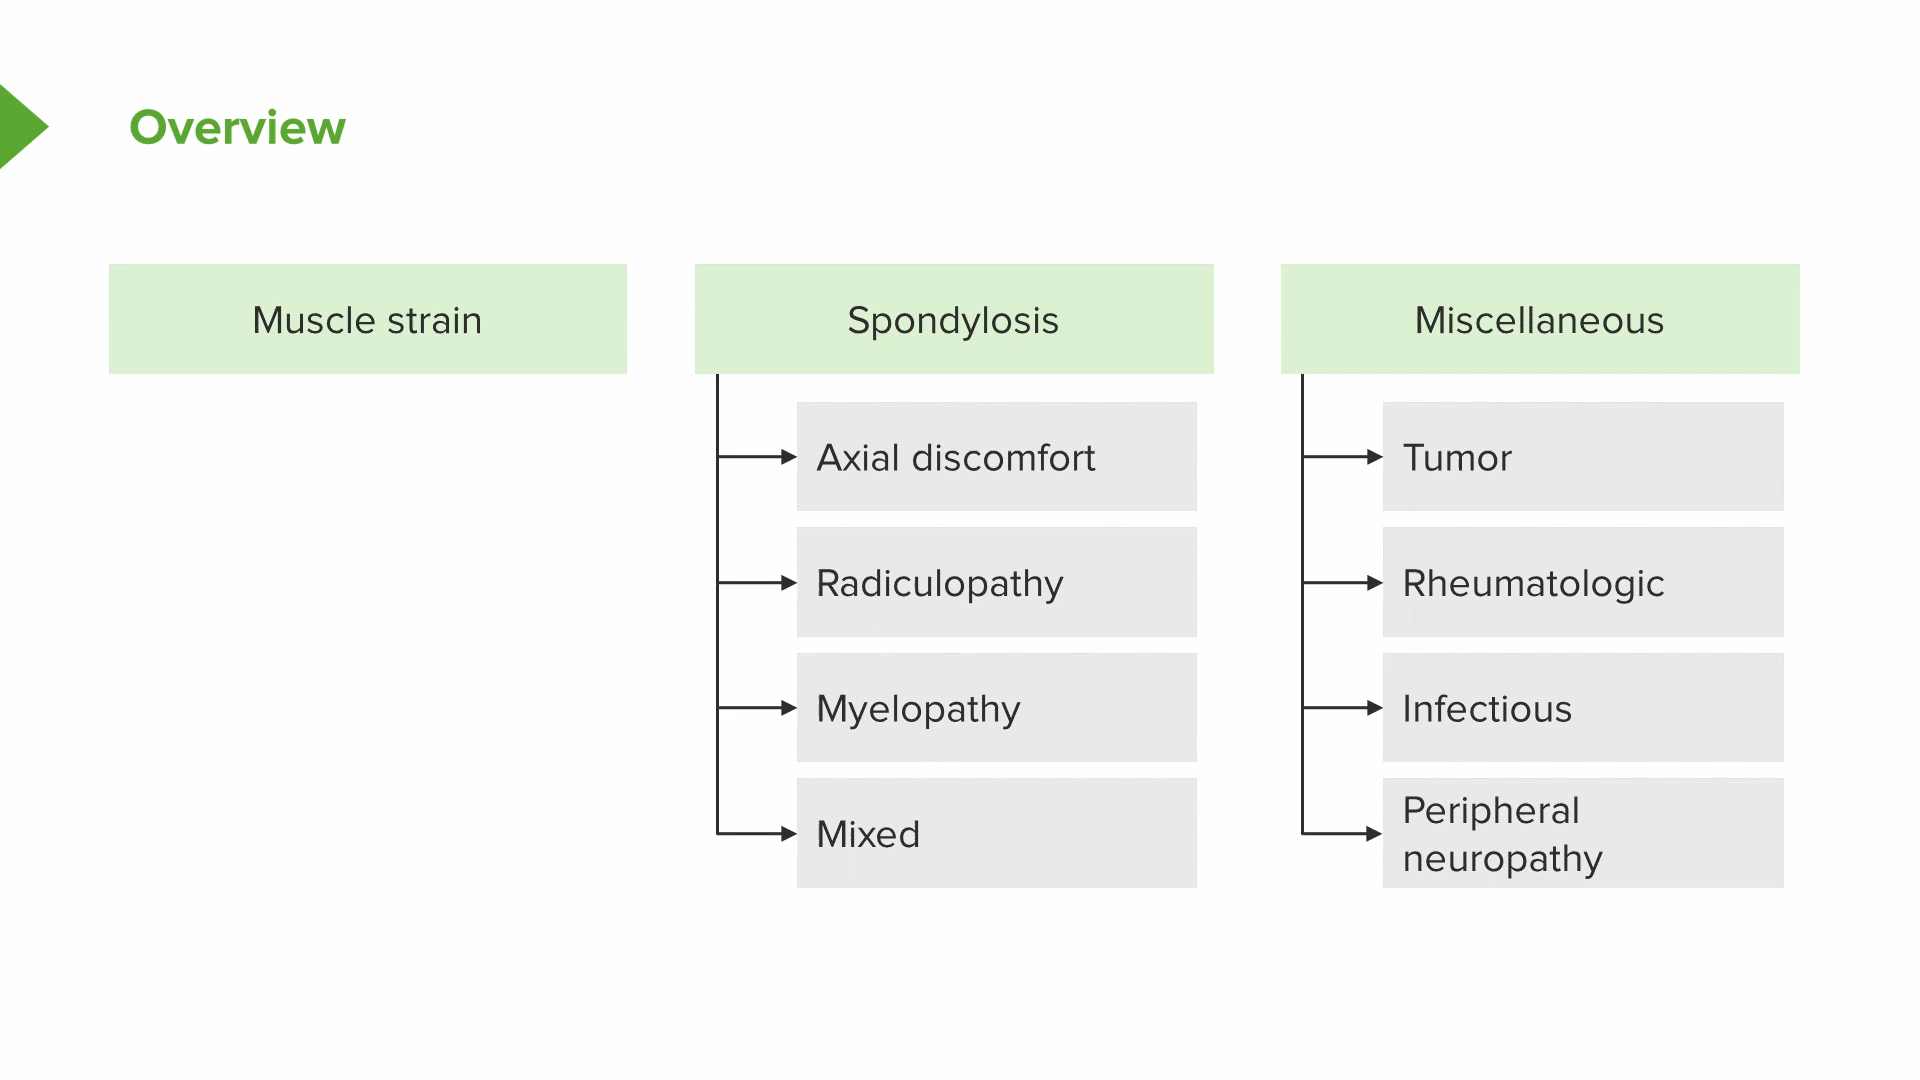 Overview
Muscle strain
Spondylosis
Axial discomfort
Radiculopathy
Myelopathy
Mixed
Miscellaneous
Tumor
Rheumatologic
Infectious
Peripheral
neuropathy